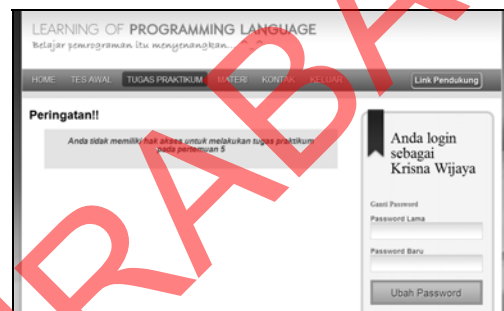 LEARNING OF PROGRAMMING LANGUAGE
Belajar pemrograman itu menyenangkan... ^_^
HOME TES AWAL TUGAS PRAKTIKUM MATERI KONTAK KELUAR Link Pendukung
Peringatan!!
Anda tidak memiliki hak akses untuk melakukan tugas praktikum
pada pertemuan 5
Anda login
sebagai
Krisna Wijaya
Ganti Password
Password Lama
Password Baru
Ubah Password
RABA